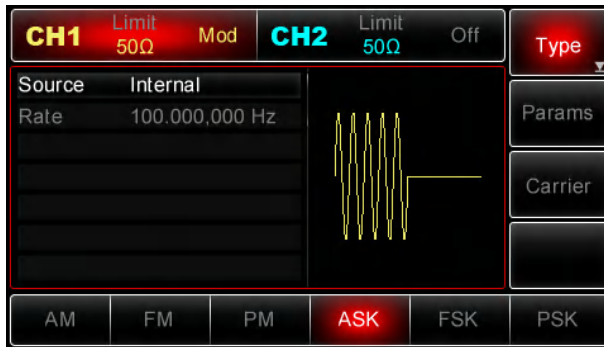 CH1 Limit 50Ω Mod CH2 Limit 50Ω Off
Type
Source Internal
Rate 100.000,000 Hz
Params
Carrier
AM FM PM ASK FSK PSK